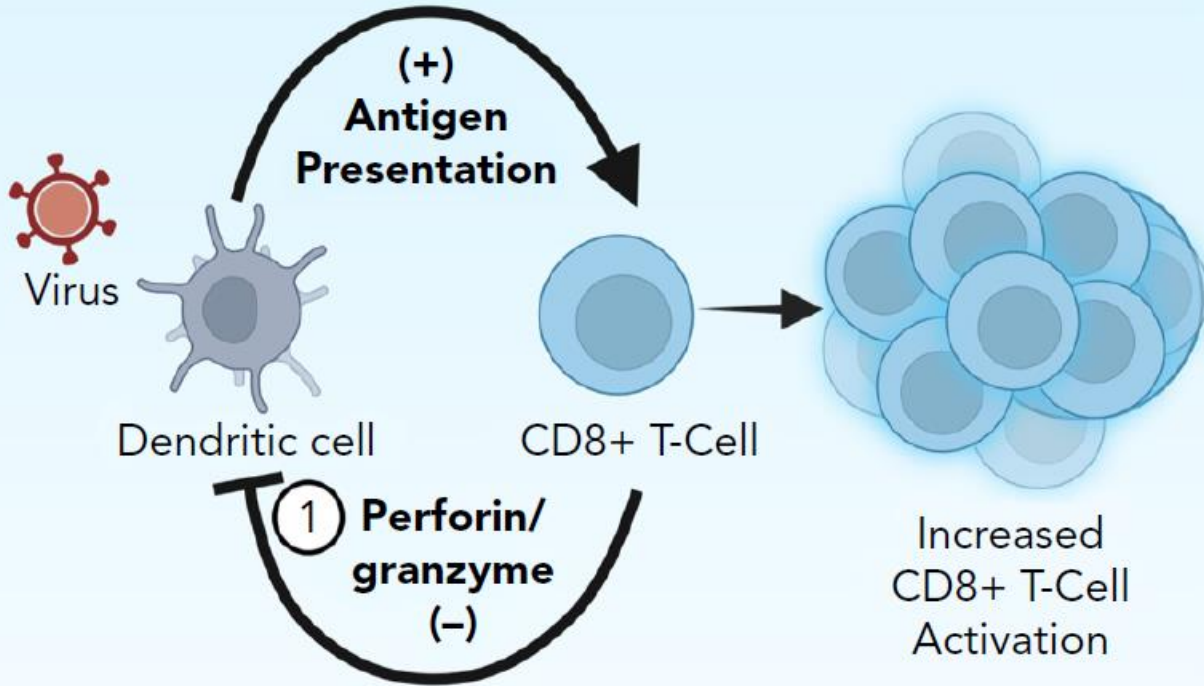 (+)
Antigen
Presentation
Virus
Dendritic cell
CD8+ T-Cell
1 Perforin/
granzyme
(–)
Increased
CD8+ T-Cell
Activation